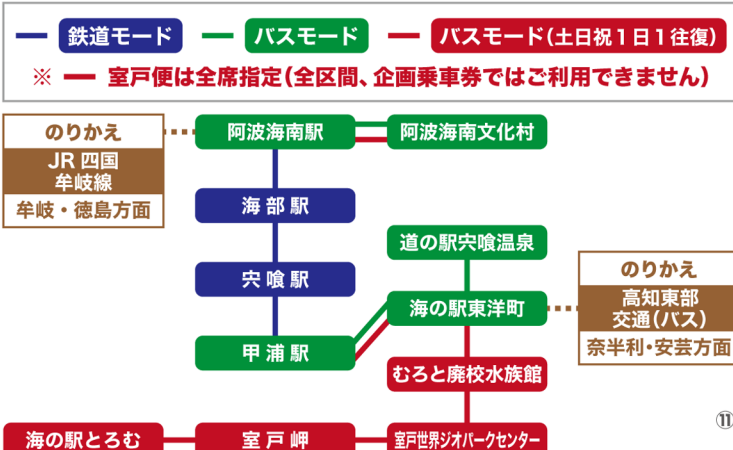 鉄道モード バスモード バスモード(土日祝1日1往復)
※ 室戸便は全席指定(全区間、企画乗車券ではご利用できません)
のりかえ
JR 四国
牟岐線
牟岐・徳島方面
阿波海南駅
阿波海南文化村
海部駅
宍喰駅
甲浦駅
道の駅宍喰温泉
海の駅東洋町
のりかえ
高知東部
交通(バス)
奈半利・安芸方面
むろと廃校水族館
室戸世界ジオパークセンター
室戸岬
海の駅とろむ
⑪